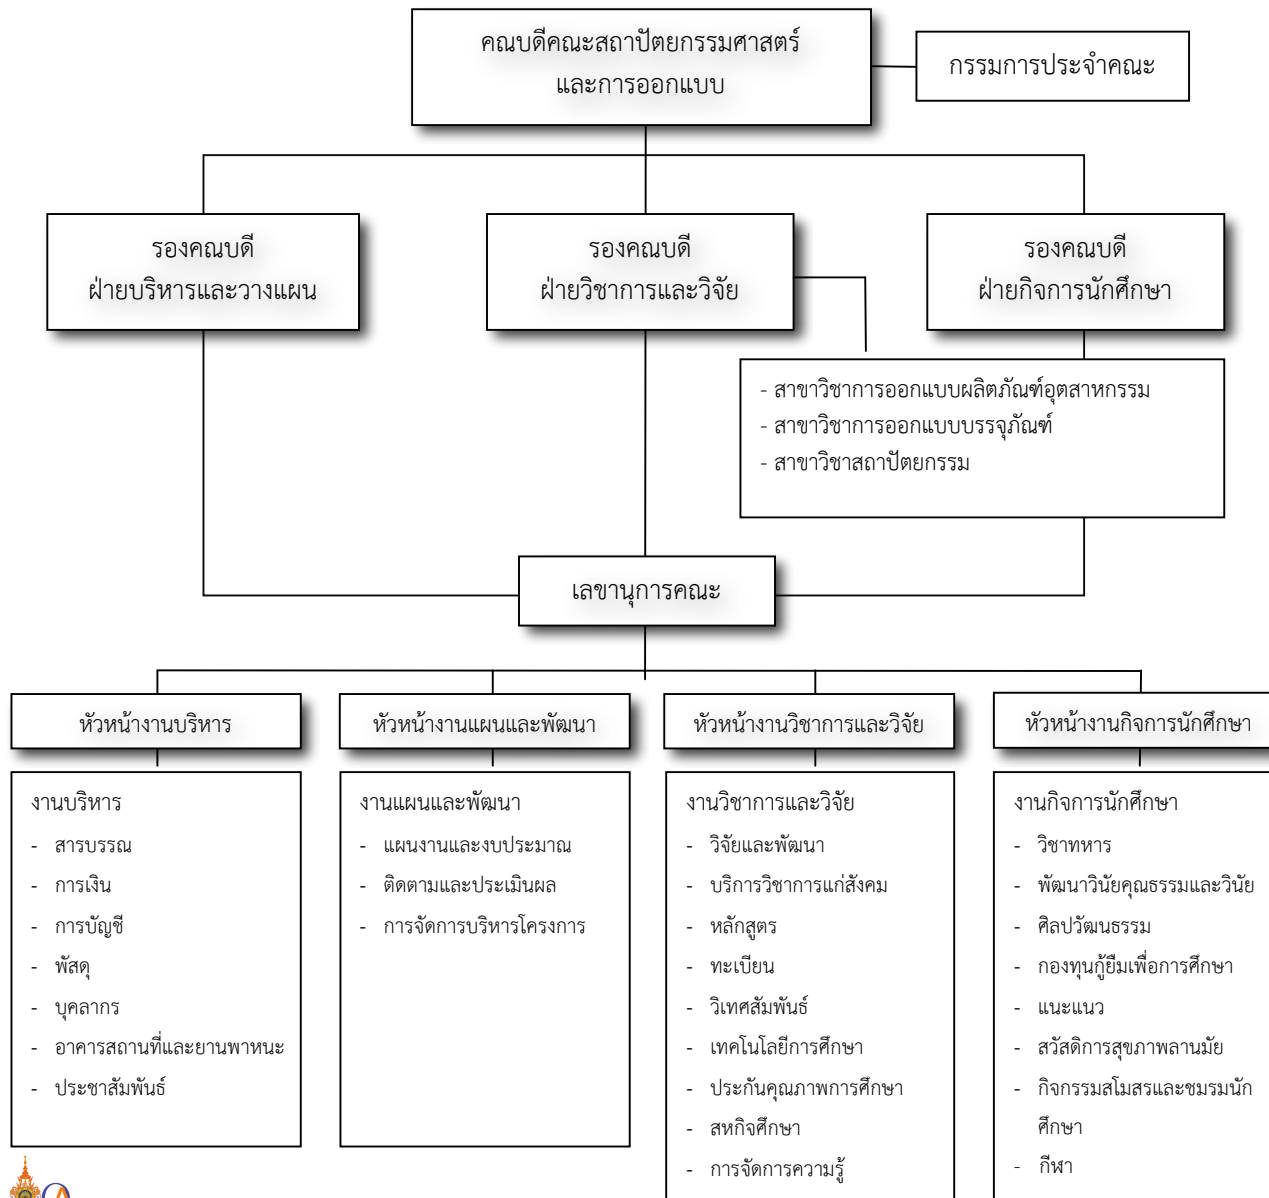 คณบดีคณะสถาปัตยกรรมศาสตร์
และการออกแบบ
กรรมการประจำคณะ
รองคณบดี
ฝ่ายบริหารและวางแผน
รองคณบดี
ฝ่ายวิชาการและวิจัย
รองคณบดี
ฝ่ายกิจการนักศึกษา
- สาขาวิชาการออกแบบผลิตภัณฑ์อุตสาหกรรม
- สาขาวิชาการออกแบบบรรจุภัณฑ์
- สาขาวิชาสถาปัตยกรรม
เลขานุการคณะ
หัวหน้างานบริหาร
หัวหน้างานแผนและพัฒนา
หัวหน้างานวิชาการและวิจัย
หัวหน้างานกิจการนักศึกษา
งานบริหาร
- สารบรรณ
- การเงิน
- การบัญชี
- พัสดุ
- บุคลากร
- อาคารสถานที่และยานพาหนะ
- ประชาสัมพันธ์
งานแผนและพัฒนา
- แผนงานและงบประมาณ
- ติดตามและประเมินผล
- การจัดการบริหารโครงการ
งานวิชาการและวิจัย
- วิจัยและพัฒนา
- บริการวิชาการแก่สังคม
- หลักสูตร
- ทะเบียน
- วิเทศสัมพันธ์
- เทคโนโลยีการศึกษา
- ประกันคุณภาพการศึกษา
- สหกิจศึกษา
- การจัดการความรู้
งานกิจการนักศึกษา
- วิชาทหาร
- พัฒนาวินัยคุณธรรมและวินัย
- ศิลปวัฒนธรรม
- กองทุนกู้ยืมเพื่อการศึกษา
- แนะแนว
- สวัสดิการสุขภาพลานมัย
- กิจกรรมสโมสรและชมรมนัก
ศึกษา
- กีฬา